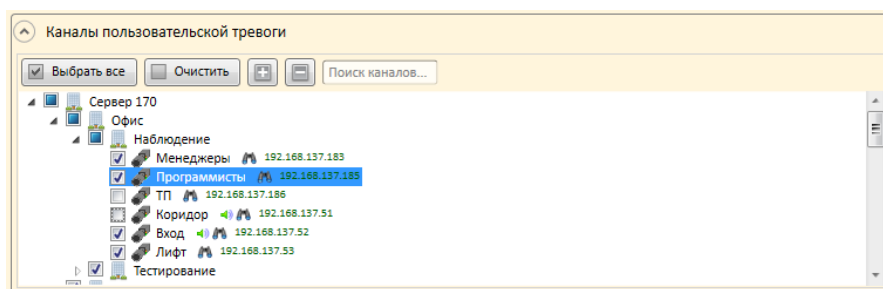 Каналы пользовательской тревоги
Выбрать все Очистить Поиск каналов...
Сервер 170
Офис
Наблюдение
Менеджеры 192.168.137.183
Программисты 192.168.137.185
ТП 192.168.137.186
Коридор 192.168.137.51
Вход 192.168.137.52
Лифт 192.168.137.53
Тестирование